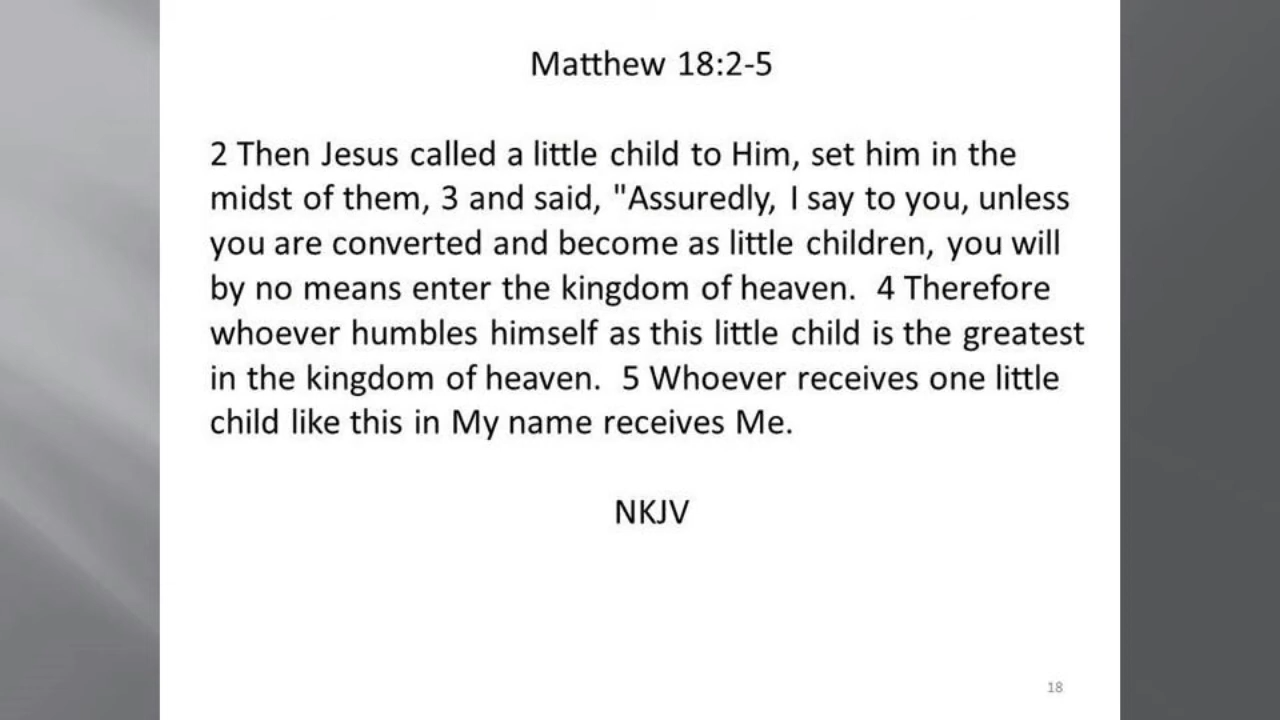 Matthew 18:2-5
2 Then Jesus called a little child to Him, set him in the
midst of them, 3 and said, "Assuredly, I say to you, unless
you are converted and become as little children, you will
by no means enter the kingdom of heaven.  4 Therefore
whoever humbles himself as this little child is the greatest
in the kingdom of heaven.  5 Whoever receives one little
child like this in My name receives Me.
NKJV
18